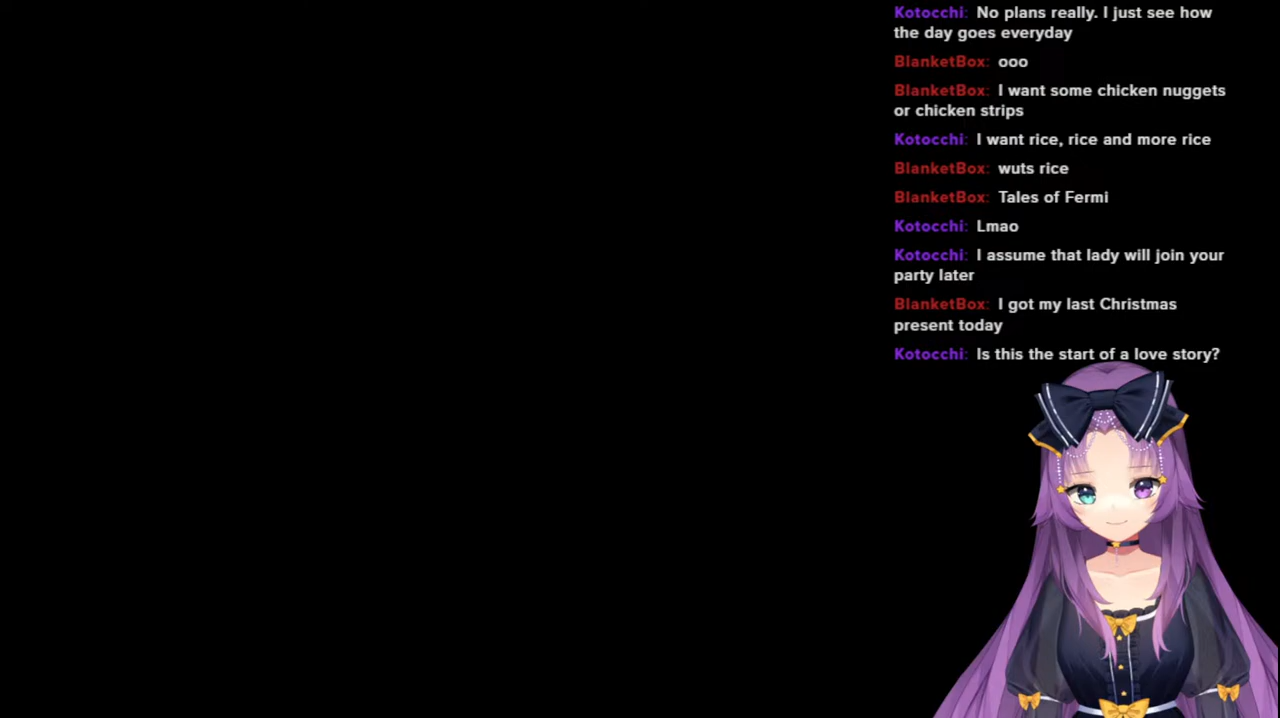 Kotocchi: No plans really. I just see how
the day goes everyday
BlanketBox: ooo
BlanketBox: I want some chicken nuggets
or chicken strips
Kotocchi: I want rice, rice and more rice
BlanketBox: wuts rice
BlanketBox: Tales of Fermi
Kotocchi: Lmao
Kotocchi: I assume that lady will join your
party later
BlanketBox: I got my last Christmas
present today
Kotocchi: Is this the start of a love story?